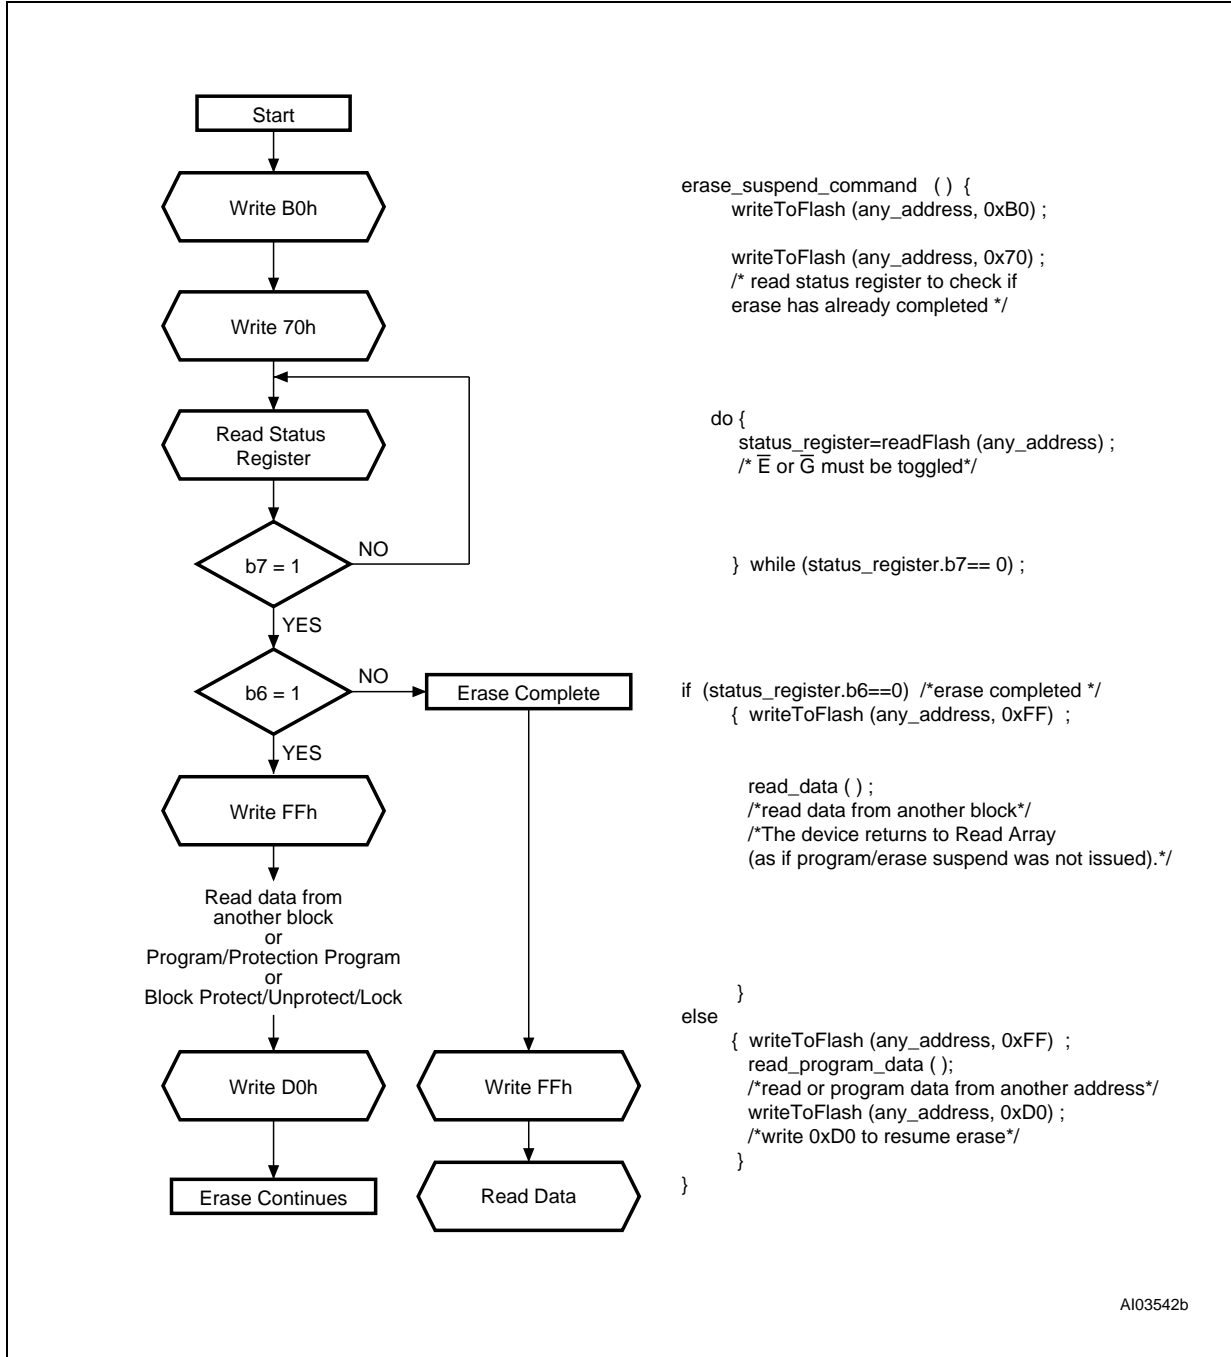 Start
Write B0h
Write 70h
Read Status
Register
b7 = 1
NO
YES
b6 = 1
NO
Erase Complete
YES
Write FFh
Read data from
another block
or
Program/Protection Program
or
Block Protect/Unprotect/Lock
Write D0h
Write FFh
Erase Continues
Read Data
erase_suspend_command ( ) {
writeToFlash (any_address, 0xB0) ;
writeToFlash (any_address, 0x70) ;
/* read status register to check if
erase has already completed */
do {
status_register=readFlash (any_address) ;
/* E̅ or G̅ must be toggled*/
} while (status_register.b7== 0) ;
if (status_register.b6==0) /*erase completed */
{ writeToFlash (any_address, 0xFF) ;
read_data ( ) ;
/*read data from another block*/
/*The device returns to Read Array
(as if program/erase suspend was not issued).*/
}
else
{ writeToFlash (any_address, 0xFF) ;
read_program_data ( );
/*read or program data from another address*/
writeToFlash (any_address, 0xD0) ;
/*write 0xD0 to resume erase*/
}
}
AI03542b